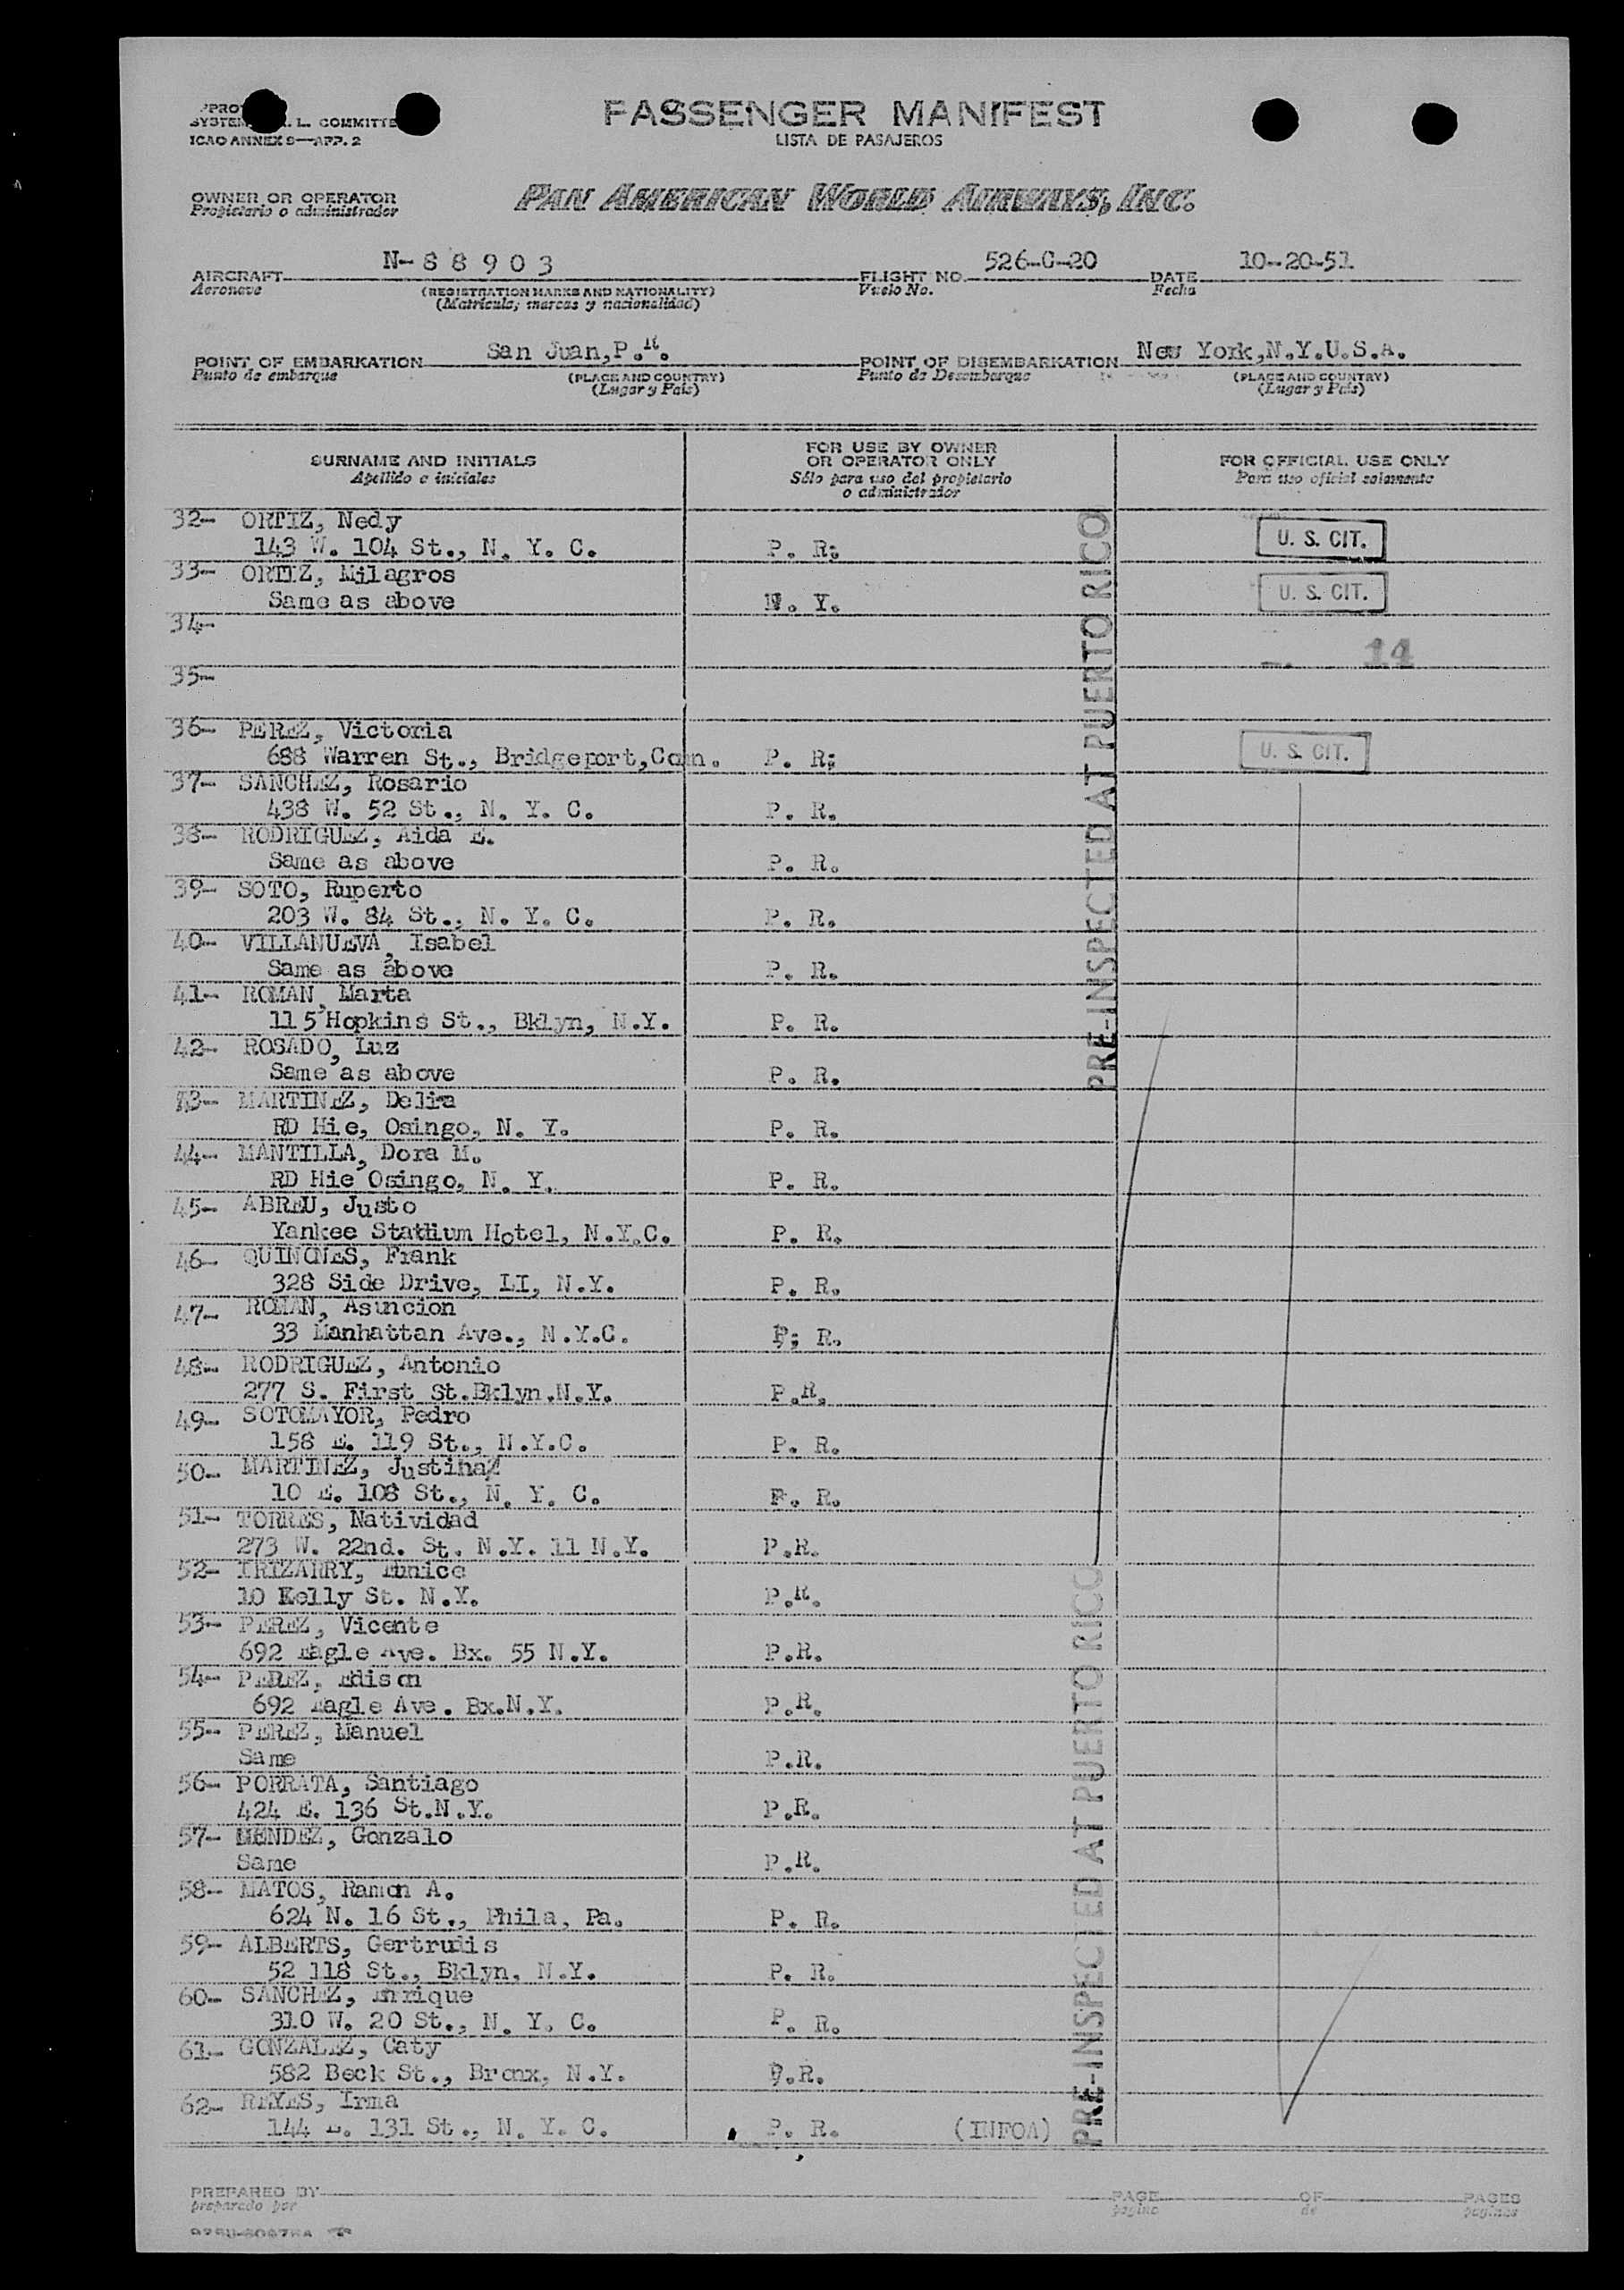 SYSTEM
L. COMMITTE
ICAO ANNEX 9—APP. 2
PASSENGER MANIFEST
LISTA DE PASAJEROS
OWNER OR OPERATOR
Propietario o administrador
PAN AMERICAN WORLD AIRWAYS, INC.
AIRCRAFT N-88903 FLIGHT NO. 526-C-20 DATE 10-20-51
Aeronave (REGISTRATION MARKS AND NATIONALITY) Vuelo No. Fecha
(Matricula; marcas y nacionalidad)
POINT OF EMBARKATION San Juan,P.R. POINT OF DISEMBARKATION New York,N.Y.U.S.A.
Punto de embarque (PLACE AND COUNTRY) Punto de Desembarque (PLACE AND COUNTRY)
(Lugar y País) (Lugar y País)
SURNAME AND INITIALS
Apellido e iniciales
FOR USE BY OWNER
OR OPERATOR ONLY
Sólo para uso del propietario
o administrador
FOR OFFICIAL USE ONLY
Para uso oficial solamente
32- ORTIZ, Nedy
143 W. 104 St., N. Y. C. P. R; U. S. CIT.
33- ORTIZ, Milagros
Same as above N. Y. U. S. CIT.
34-
14
35-
36- PEREZ, Victoria
688 Warren St., Bridgeport,Conn. P. R; U. S. CIT.
37- SANCHEZ, Rosario
438 W. 52 St., N. Y. C. P. R.
38- RODRIGUEZ, Aida E.
Same as above P. R.
39- SOTO, Ruperto
203 W. 84 St., N. Y. C. P. R.
40- VILLANUEVA, Isabel
Same as above P. R.
41- ROMAN, Marta
115 Hopkins St., Bklyn, N.Y. P. R.
42- ROSADO, Luz
Same as above P. R.
PRE-INSPECTED AT PUERTO RICO
43- MARTINEZ,
RD Hie, Osingo, N. Y. P. R.
44- MANTILLA, Dora M.
RD Hie Osingo, N. Y. P. R.
45- ABREU, Justo
Yankee Stadium Hotel, N.Y.C. P. R.
46- QUINONES, Frank
328 Side Drive, LI, N.Y. P. R.
47- ROMAN, Asuncion
33 Manhattan Ave., N.Y.C. P; R.
48- RODRIGUEZ, Antonio
277 S. First St.Bklyn.N.Y. P.R.
49- SOTOMAYOR, Pedro
158 E. 119 St., N.Y.C. P. R.
50- MARTINEZ, Justina
10 E. 108 St., N. Y. C. P. R.
51- TORRES, Natividad
273 W. 22nd. St. N.Y. 11 N.Y. P.R.
52- IRIZARRY, Eunice
10 Kelly St. N.Y. P.R.
53- PEREZ, Vicente
692 Eagle Ave. Bx. 55 N.Y. P.R.
54- PEREZ, Edison
692 Eagle Ave. Bx.N.Y. P.R.
55- PEREZ, Manuel
Same P.R.
56- PORRATA, Santiago
424 E. 136 St.N.Y. P.R.
57- MENDEZ, Gonzalo
Same P.R.
58- MATOS, Ramon A.
624 N. 16 St., Phila, Pa. P. R.
59- ALBERTS, Gertrudis
52 118 St., Bklyn, N.Y. P. R.
60- SANCHEZ, Enrique
310 W. 20 St., N. Y. C. P. R.
61- GONZALEZ, Caty
582 Beck St., Bronx, N.Y. P.R.
62- REYES, Irma
144 E. 131 St., N. Y. C. P. R. (INFOA)
PRE-INSPECTED AT PUERTO RICO
PREPARED BY PAGE OF PAGES
preparado por pagina de paginas